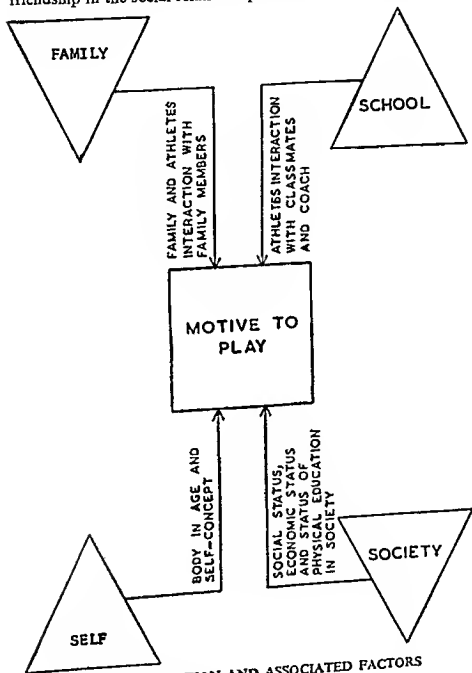 friendship in the social
FAMILY
SCHOOL
FAMILY AND ATHLETES
INTERACTION WITH
FAMILY MEMBERS
ATHLETES INTERACTION
WITH CLASSMATES
AND COACH
MOTIVE TO
PLAY
BODY IN AGE AND
SELF-CONCEPT
SOCIAL STATUS,
ECONOMIC STATUS
AND STATUS OF
PHYSICAL EDUCATION
IN SOCIETY
SELF
SOCIETY
AND ASSOCIATED FACTORS